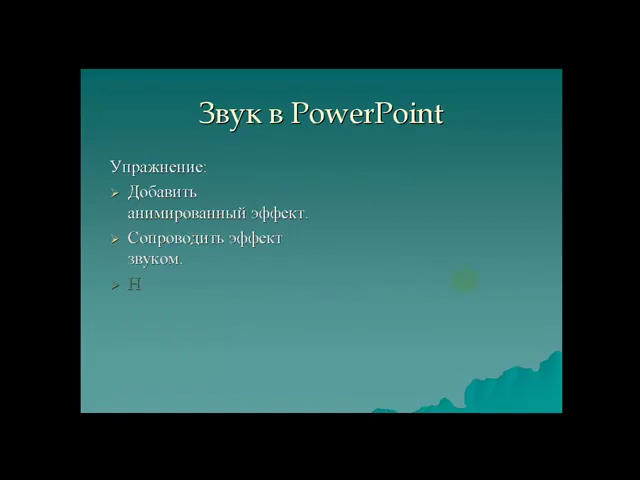 Звук в PowerPoint
Упражнение:
Добавить
анимированный эффект.
Сопроводить эффект
звуком.
Н